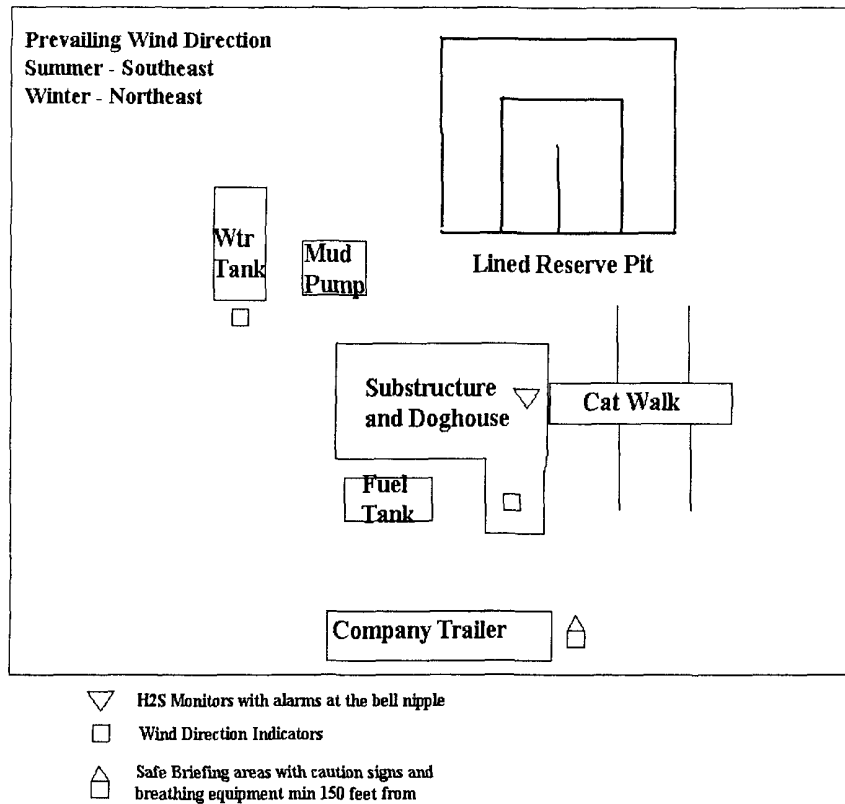 Prevailing Wind Direction
Summer - Southeast
Winter - Northeast
Wtr
Tank
Mud
Pump
Lined Reserve Pit
Substructure
and Doghouse
Cat Walk
Fuel
Tank
Company Trailer
H2S Monitors with alarms at the bell nipple
Wind Direction Indicators
Safe Briefing areas with caution signs and
breathing equipment min 150 feet from